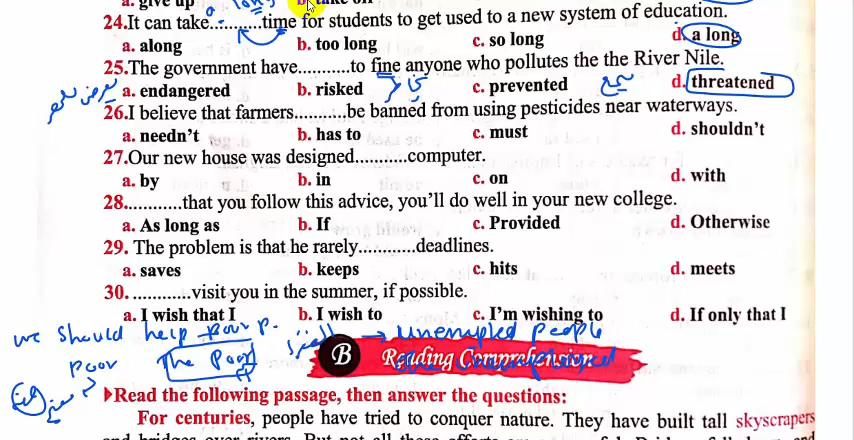 a. give up b. take off
24.It can take..........time for students to get used to a new system of education.
a. along b. too long c. so long d. a long
25.The government have..........to fine anyone who pollutes the the River Nile.
a. endangered b. risked c. prevented d. threatened
26.I believe that farmers..........be banned from using pesticides near waterways.
a. needn't b. has to c. must d. shouldn't
27.Our new house was designed..........computer.
a. by b. in c. on d. with
28...........that you follow this advice, you'll do well in your new college.
a. As long as b. If c. Provided d. Otherwise
29. The problem is that he rarely...........deadlines.
a. saves b. keeps c. hits d. meets
30. ............visit you in the summer, if possible.
a. I wish that I b. I wish to c. I'm wishing to d. If only that I
we should help poor p.
poor The Poor
people
B Reading Comprehension
Read the following passage, then answer the questions:
For centuries, people have tried to conquer nature. They have built tall skyscrapers